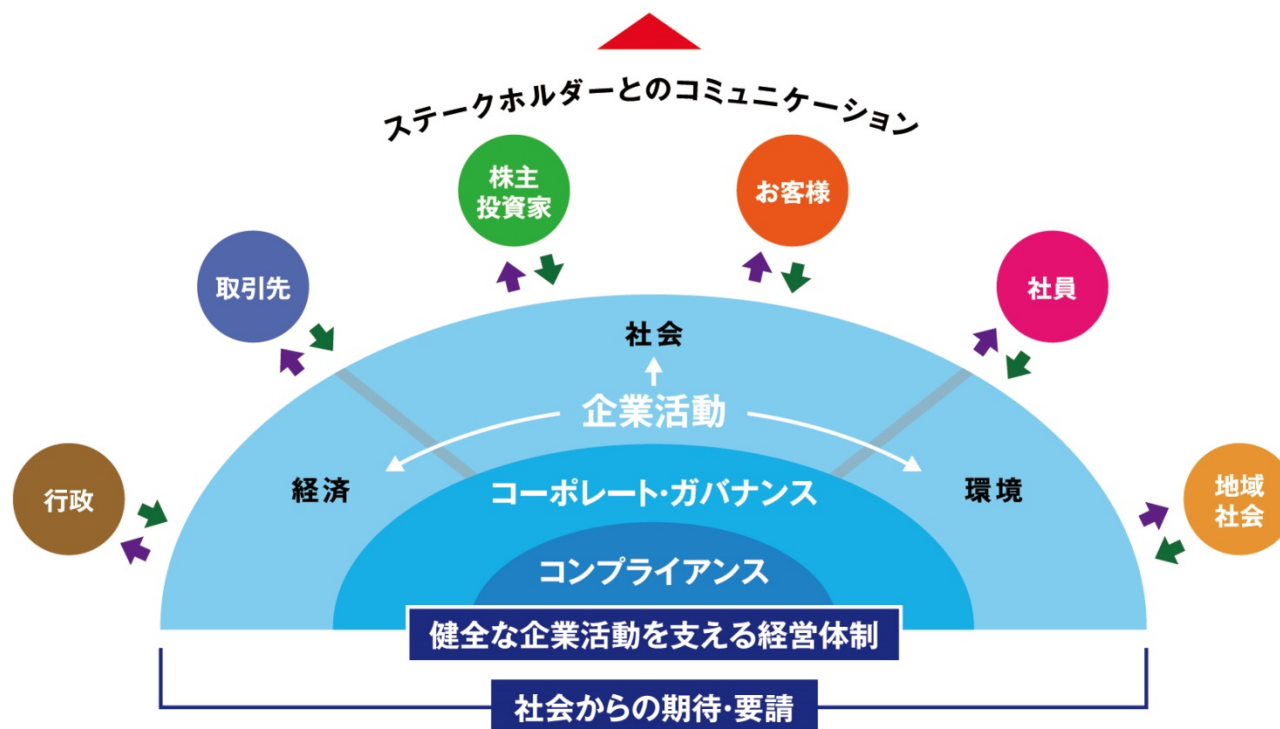 ステークホルダーとのコミュニケーション
株主
投資家
お客様
取引先
社員
社会
企業活動
行政
経済
コーポレート・ガバナンス
環境
地域
社会
コンプライアンス
健全な企業活動を支える経営体制
社会からの期待・要請